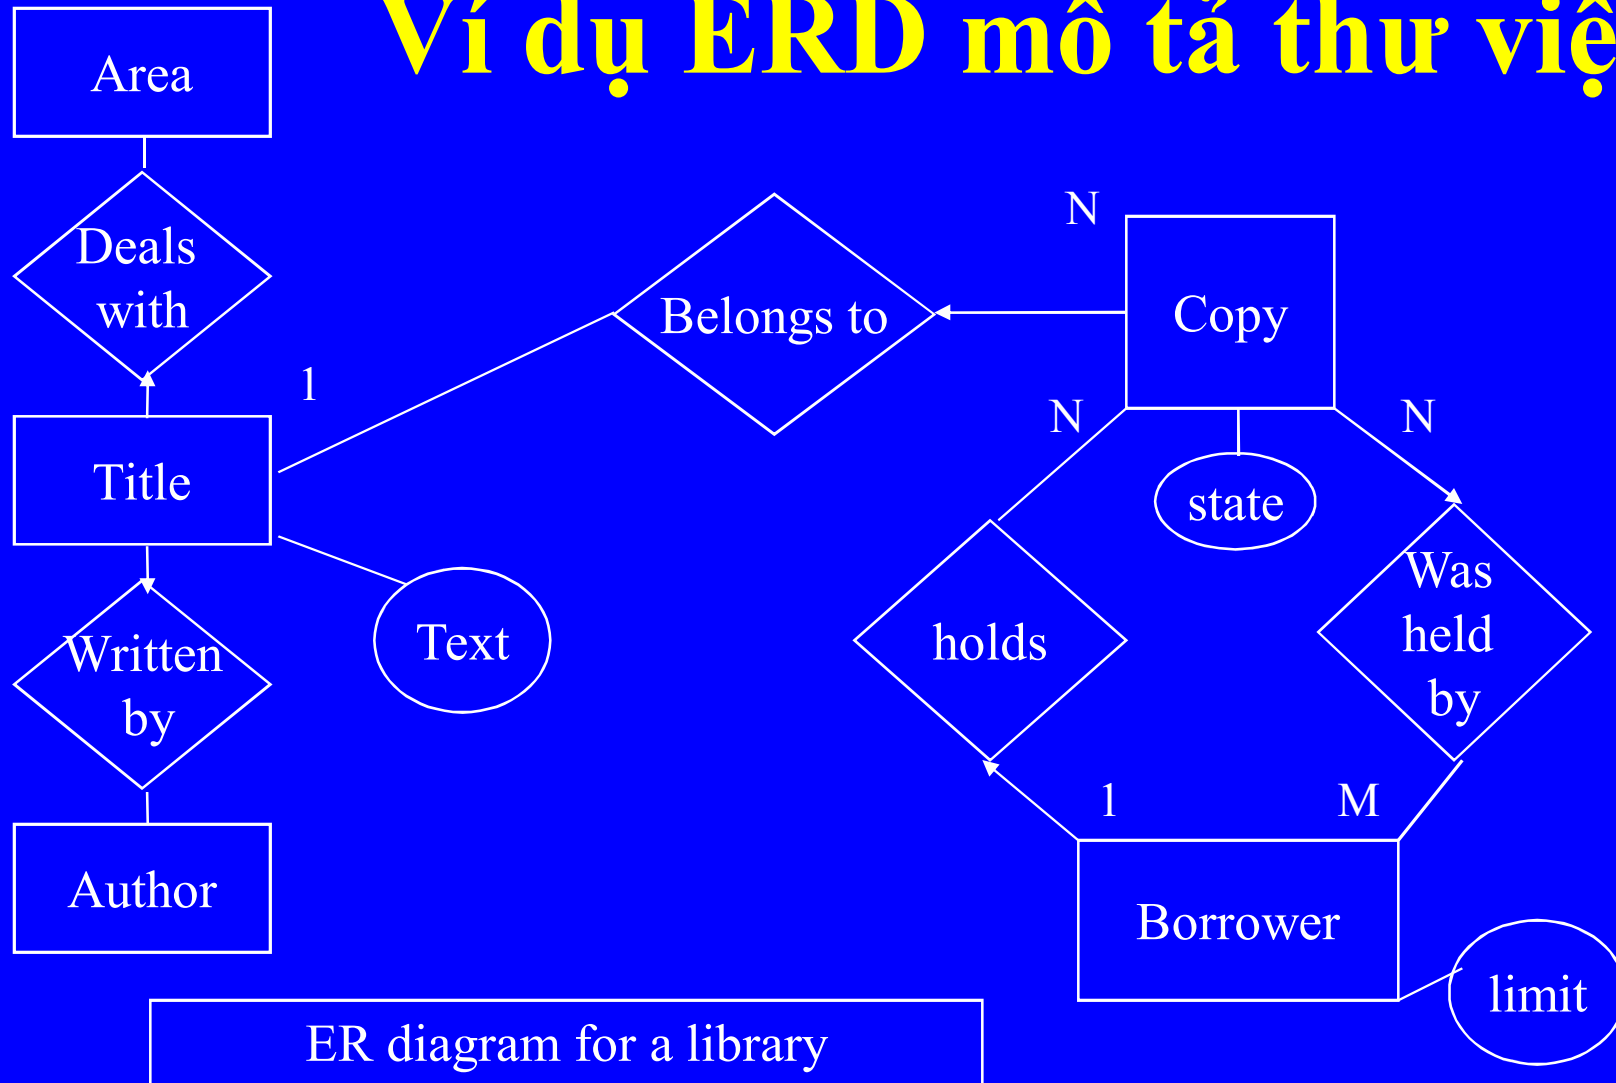 Ví dụ ERD mô tả thư việ
Area
Deals
with
N
Belongs to
Copy
1
N
N
Title
state
Was
Text
holds
held
Written
by
by
1
M
Author
Borrower
limit
ER diagram for a library